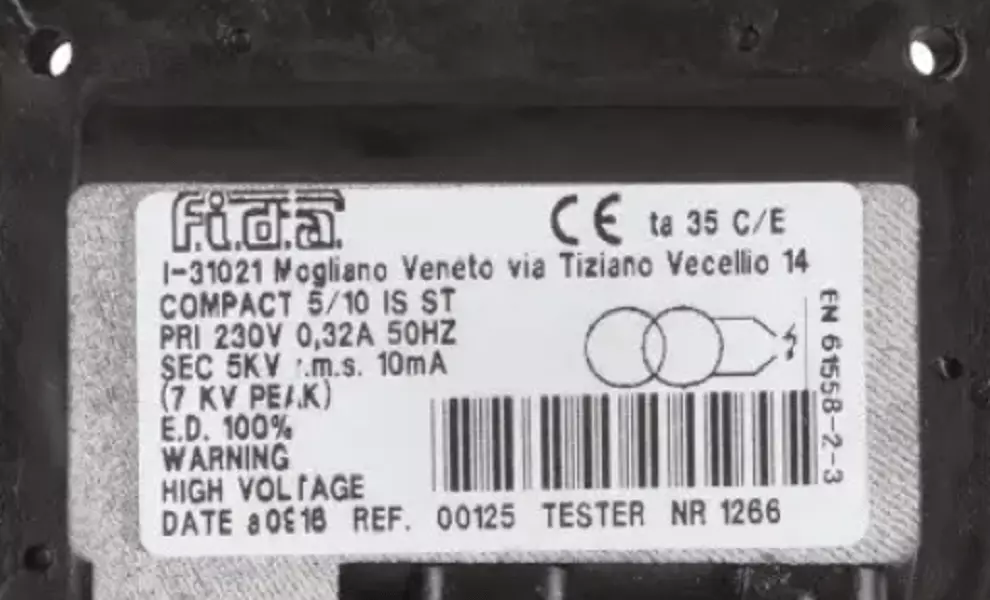 f.i.d.a.
CE ta 35 C/E
I-31021 Mogliano Veneto via Tiziano Vecellio 14
COMPACT 5/10 IS ST
PRI 230V 0,32A 50HZ
SEC 5KV r.m.s. 10mA
(7 KV PEAK)
E.D. 100%
WARNING
HIGH VOLTAGE
DATE REF. 00125 TESTER NR 1266
EN 61558-2-3